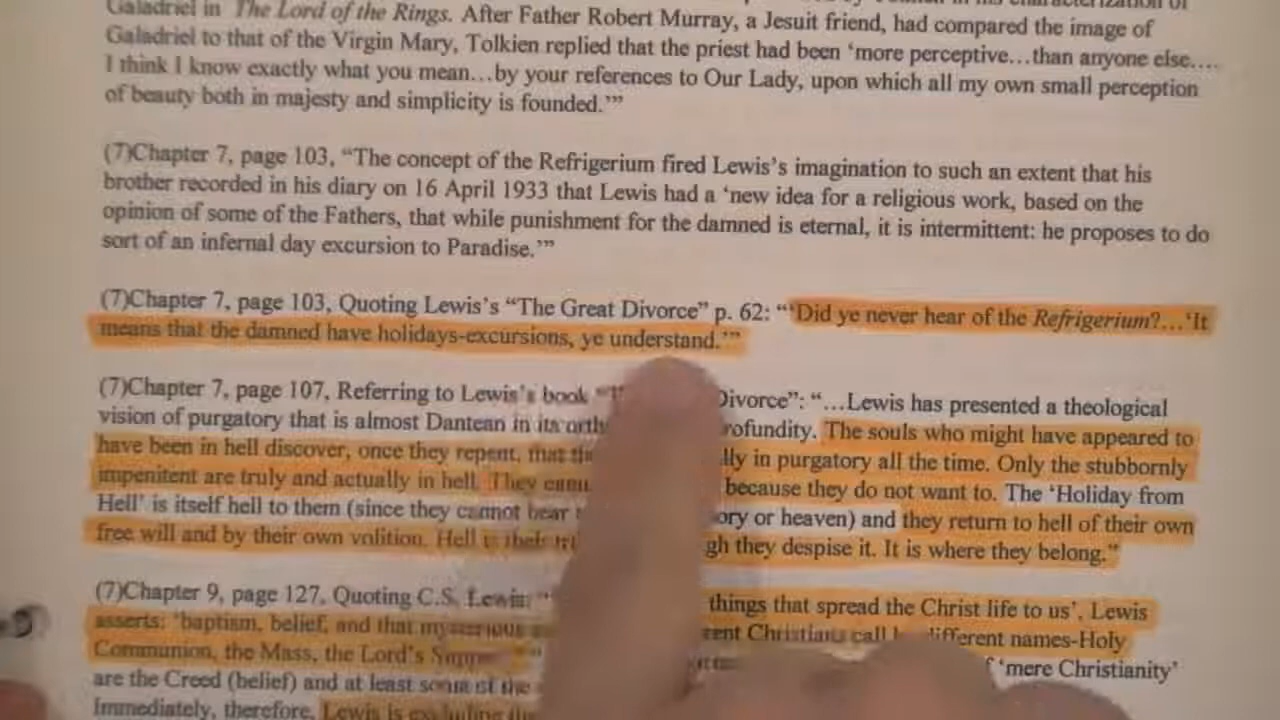 Galadriel in The Lord of the Rings. After Father Robert Murray, a Jesuit friend, had compared the image of
Galadriel to that of the Virgin Mary, Tolkien replied that the priest had been ‘more perceptive…than anyone else….
I think I know exactly what you mean…by your references to Our Lady, upon which all my own small perception
of beauty both in majesty and simplicity is founded.’”
(7)Chapter 7, page 103, “The concept of the Refrigerium fired Lewis’s imagination to such an extent that his
brother recorded in his diary on 16 April 1933 that Lewis had a ‘new idea for a religious work, based on the
opinion of some of the Fathers, that while punishment for the damned is eternal, it is intermittent: he proposes to do
sort of an infernal day excursion to Paradise.’”
(7)Chapter 7, page 103, Quoting Lewis’s “The Great Divorce” p. 62: “‘Did ye never hear of the Refrigerium?…‘It
means that the damned have holidays-excursions, ye understand.’”
(7)Chapter 7, page 107, Referring to Lewis’s book Divorce”: “…Lewis has presented a theological
vision of purgatory that is almost Dantean in its rofundity. The souls who might have appeared to
have been in hell discover, once they repent, that lly in purgatory all the time. Only the stubbornly
impenitent are truly and actually in hell. They because they do not want to. The ‘Holiday from
Hell’ is itself hell to them (since they cannot bear ory or heaven) and they return to hell of their own
free will and by their own volition. Hell is their gh they despise it. It is where they belong.”
(7)Chapter 9, page 127, Quoting C.S. Lewis: things that spread the Christ life to us’, Lewis
asserts: ‘baptism, belief, and that mysterious rent Christians call different names-Holy
Communion, the Mass, the Lord’s ‘mere Christianity’
are the Creed (belief) and at least some of the
Immediately, therefore, Lewis is excluding the